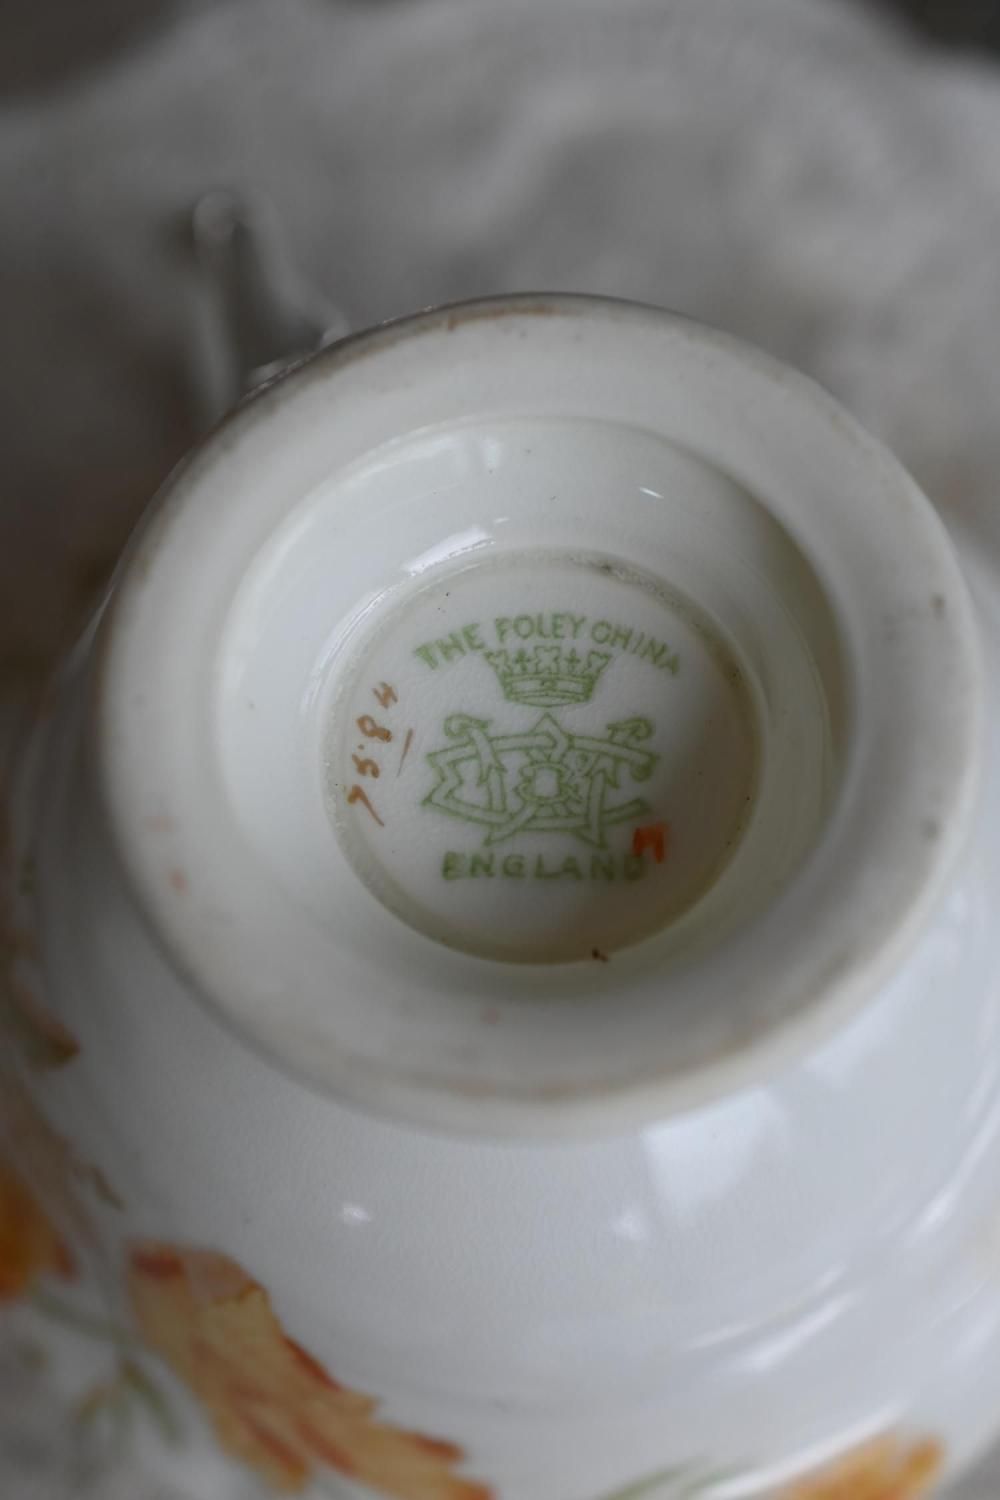 THE FOLEY CHINA
ENGLAND
7584